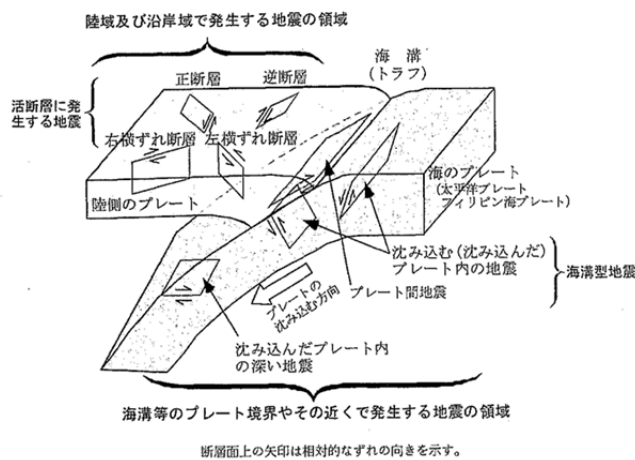 陸域及び沿岸域で発生する地震の領域
海溝
(トラフ)
正断層
逆断層
活断層に発
生する地震
右横ずれ断層
左横ずれ断層
陸側のプレート
海のプレート
(太平洋プレート
フィリピン海プレート)
沈み込む(沈み込んだ)
プレート内の地震
海溝型地震
プレート間地震
プレートの
沈み込む方向
沈み込んだプレート内
の深い地震
海溝等のプレート境界やその近くで発生する地震の領域
断層面上の矢印は相対的なずれの向きを示す。